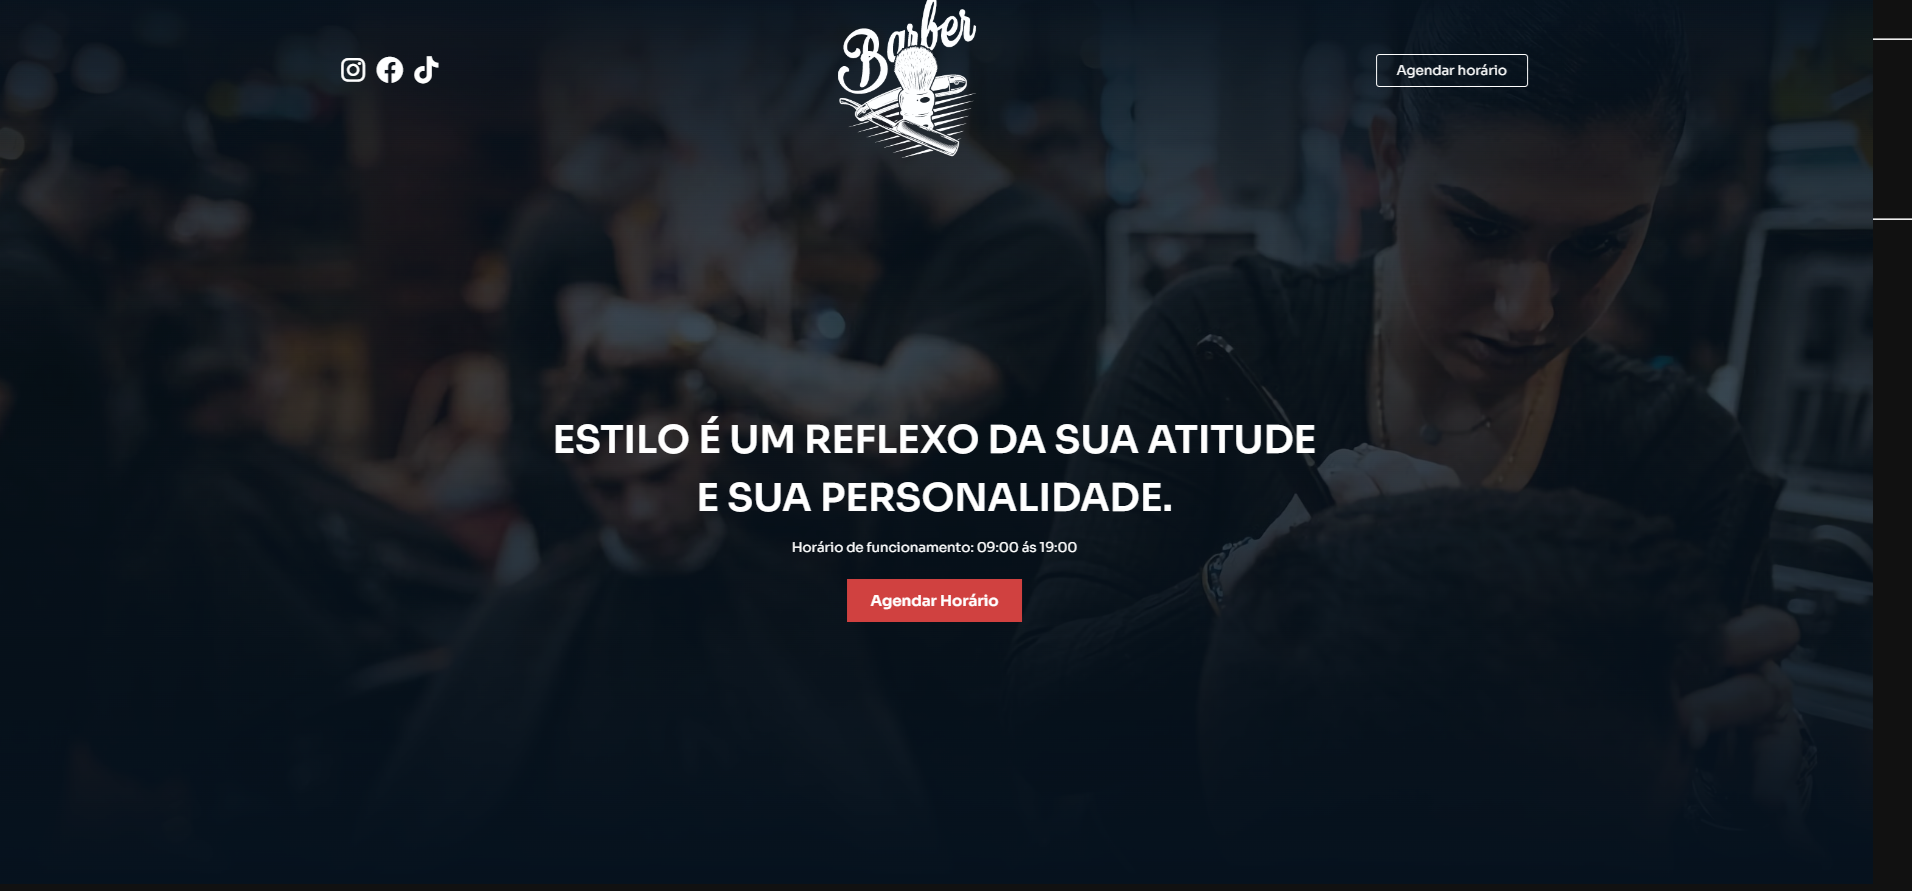 Barber
Agendar horário
ESTILO É UM REFLEXO DA SUA ATITUDE
E SUA PERSONALIDADE.
Horário de funcionamento: 09:00 ás 19:00
Agendar Horário